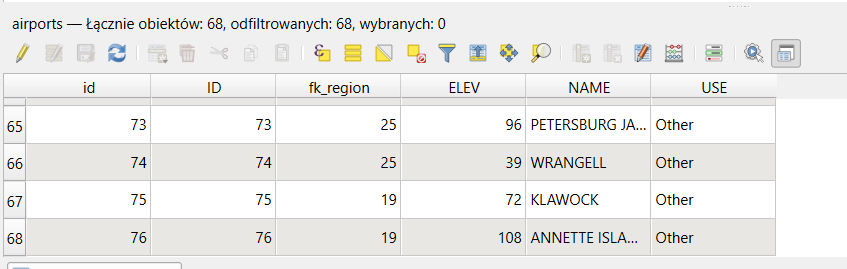 airports — Łącznie obiektów: 68, odfiltrowanych: 68, wybranych: 0
id ID fk_region ELEV NAME USE
65 73 73 25 96 PETERSBURG JA... Other
66 74 74 25 39 WRANGELL Other
67 75 75 19 72 KLAWOCK Other
68 76 76 19 108 ANNETTE ISLA... Other